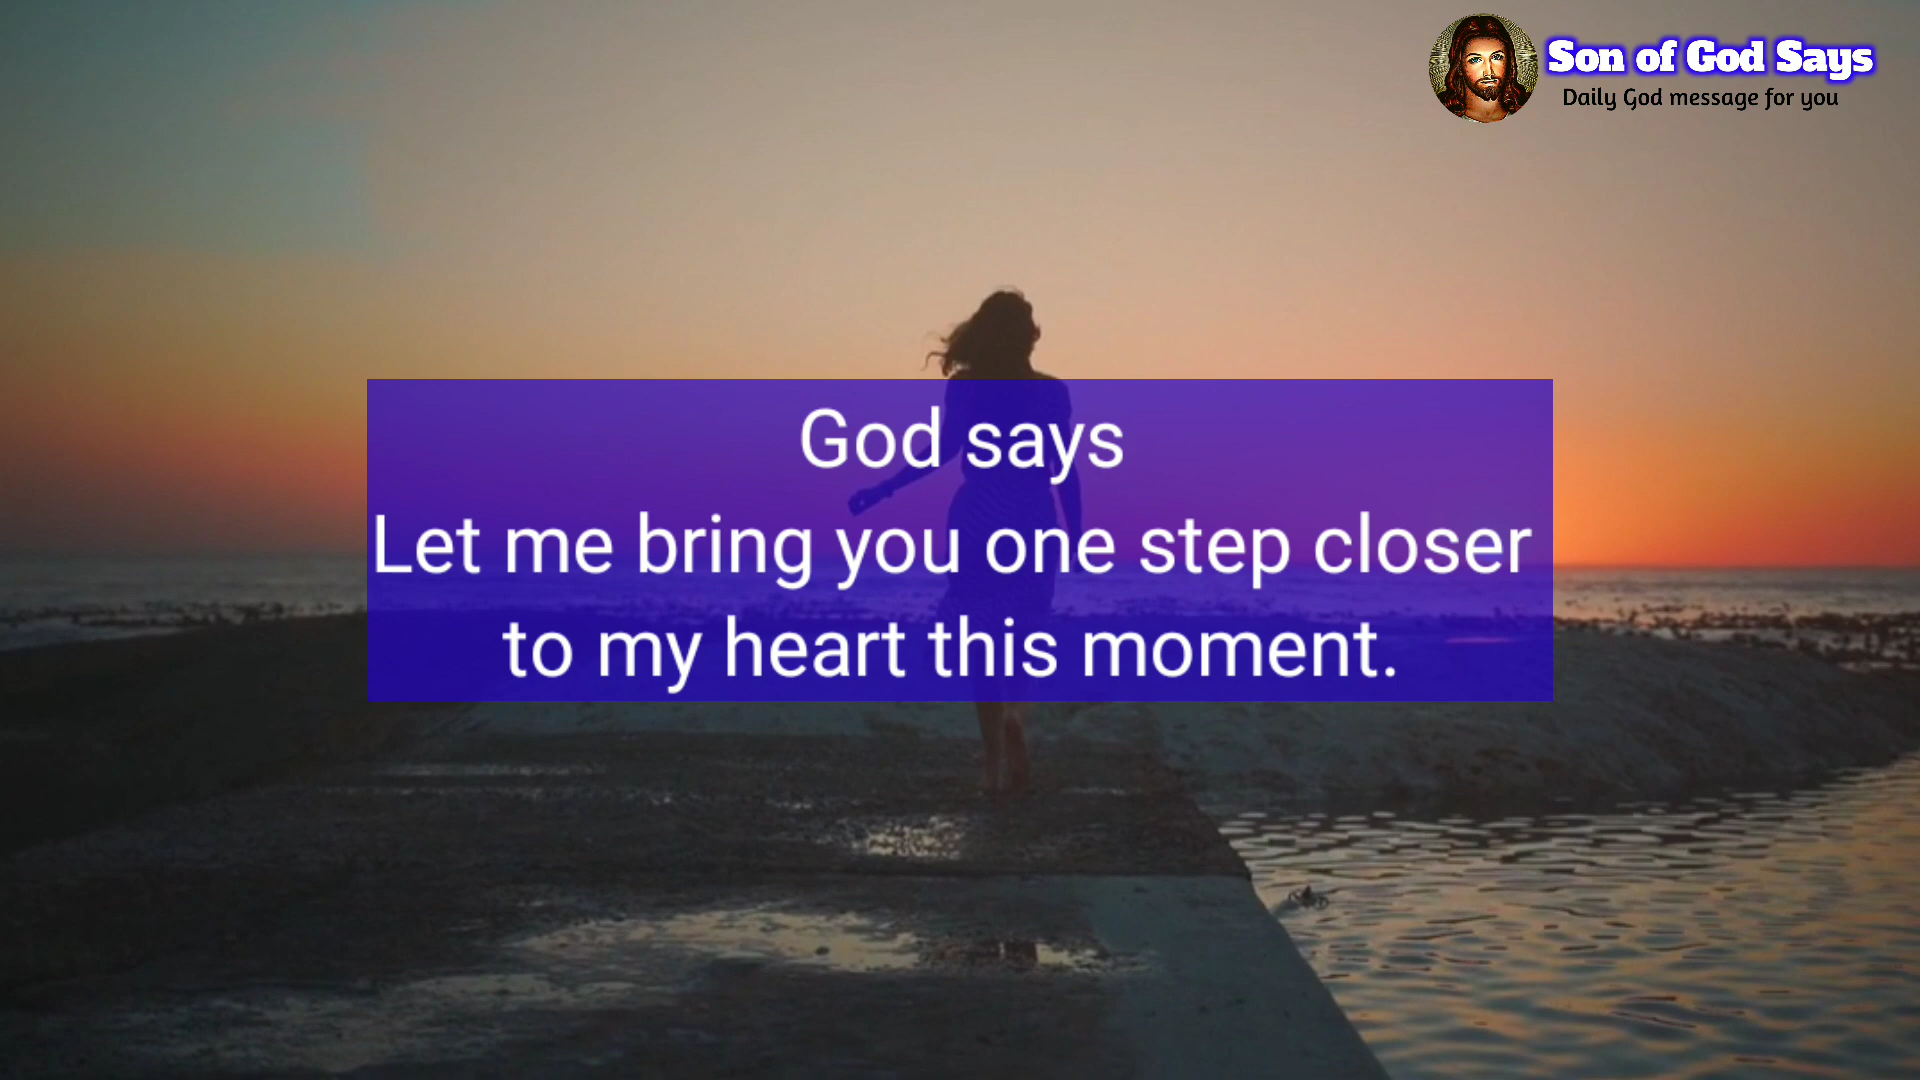 Son of God Says
Daily God message for you
God says
Let me bring you one step closer
to my heart this moment.